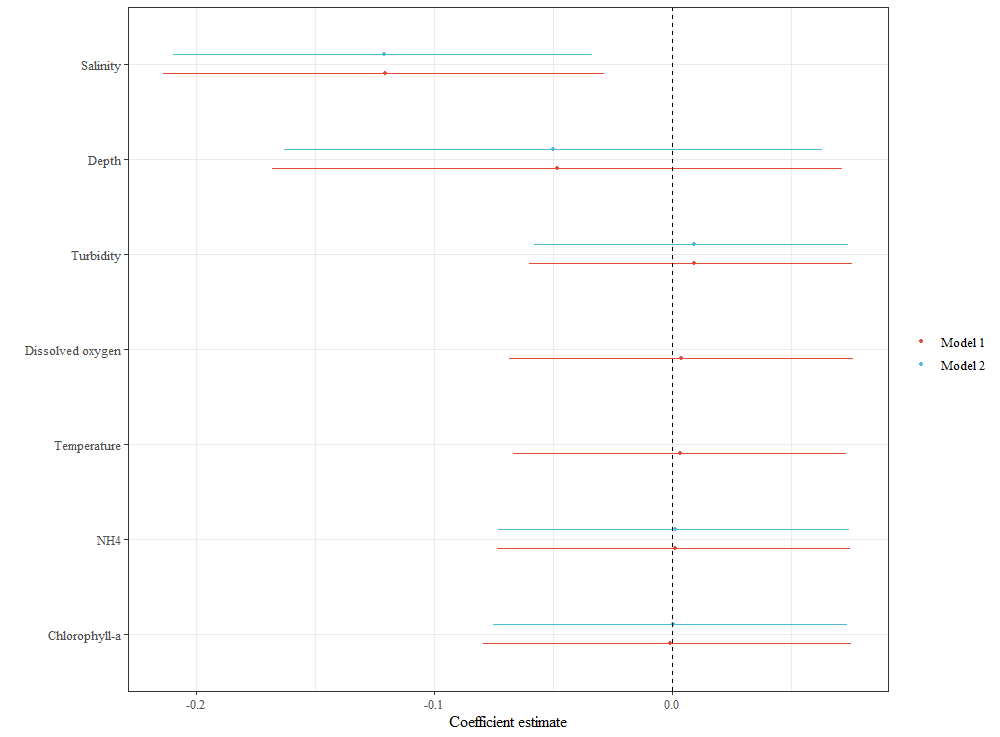 Salinity
Depth
Turbidity
Dissolved oxygen
Temperature
NH4
Chlorophyll-a
-0.2
-0.1
0.0
Coefficient estimate
Model 1
Model 2